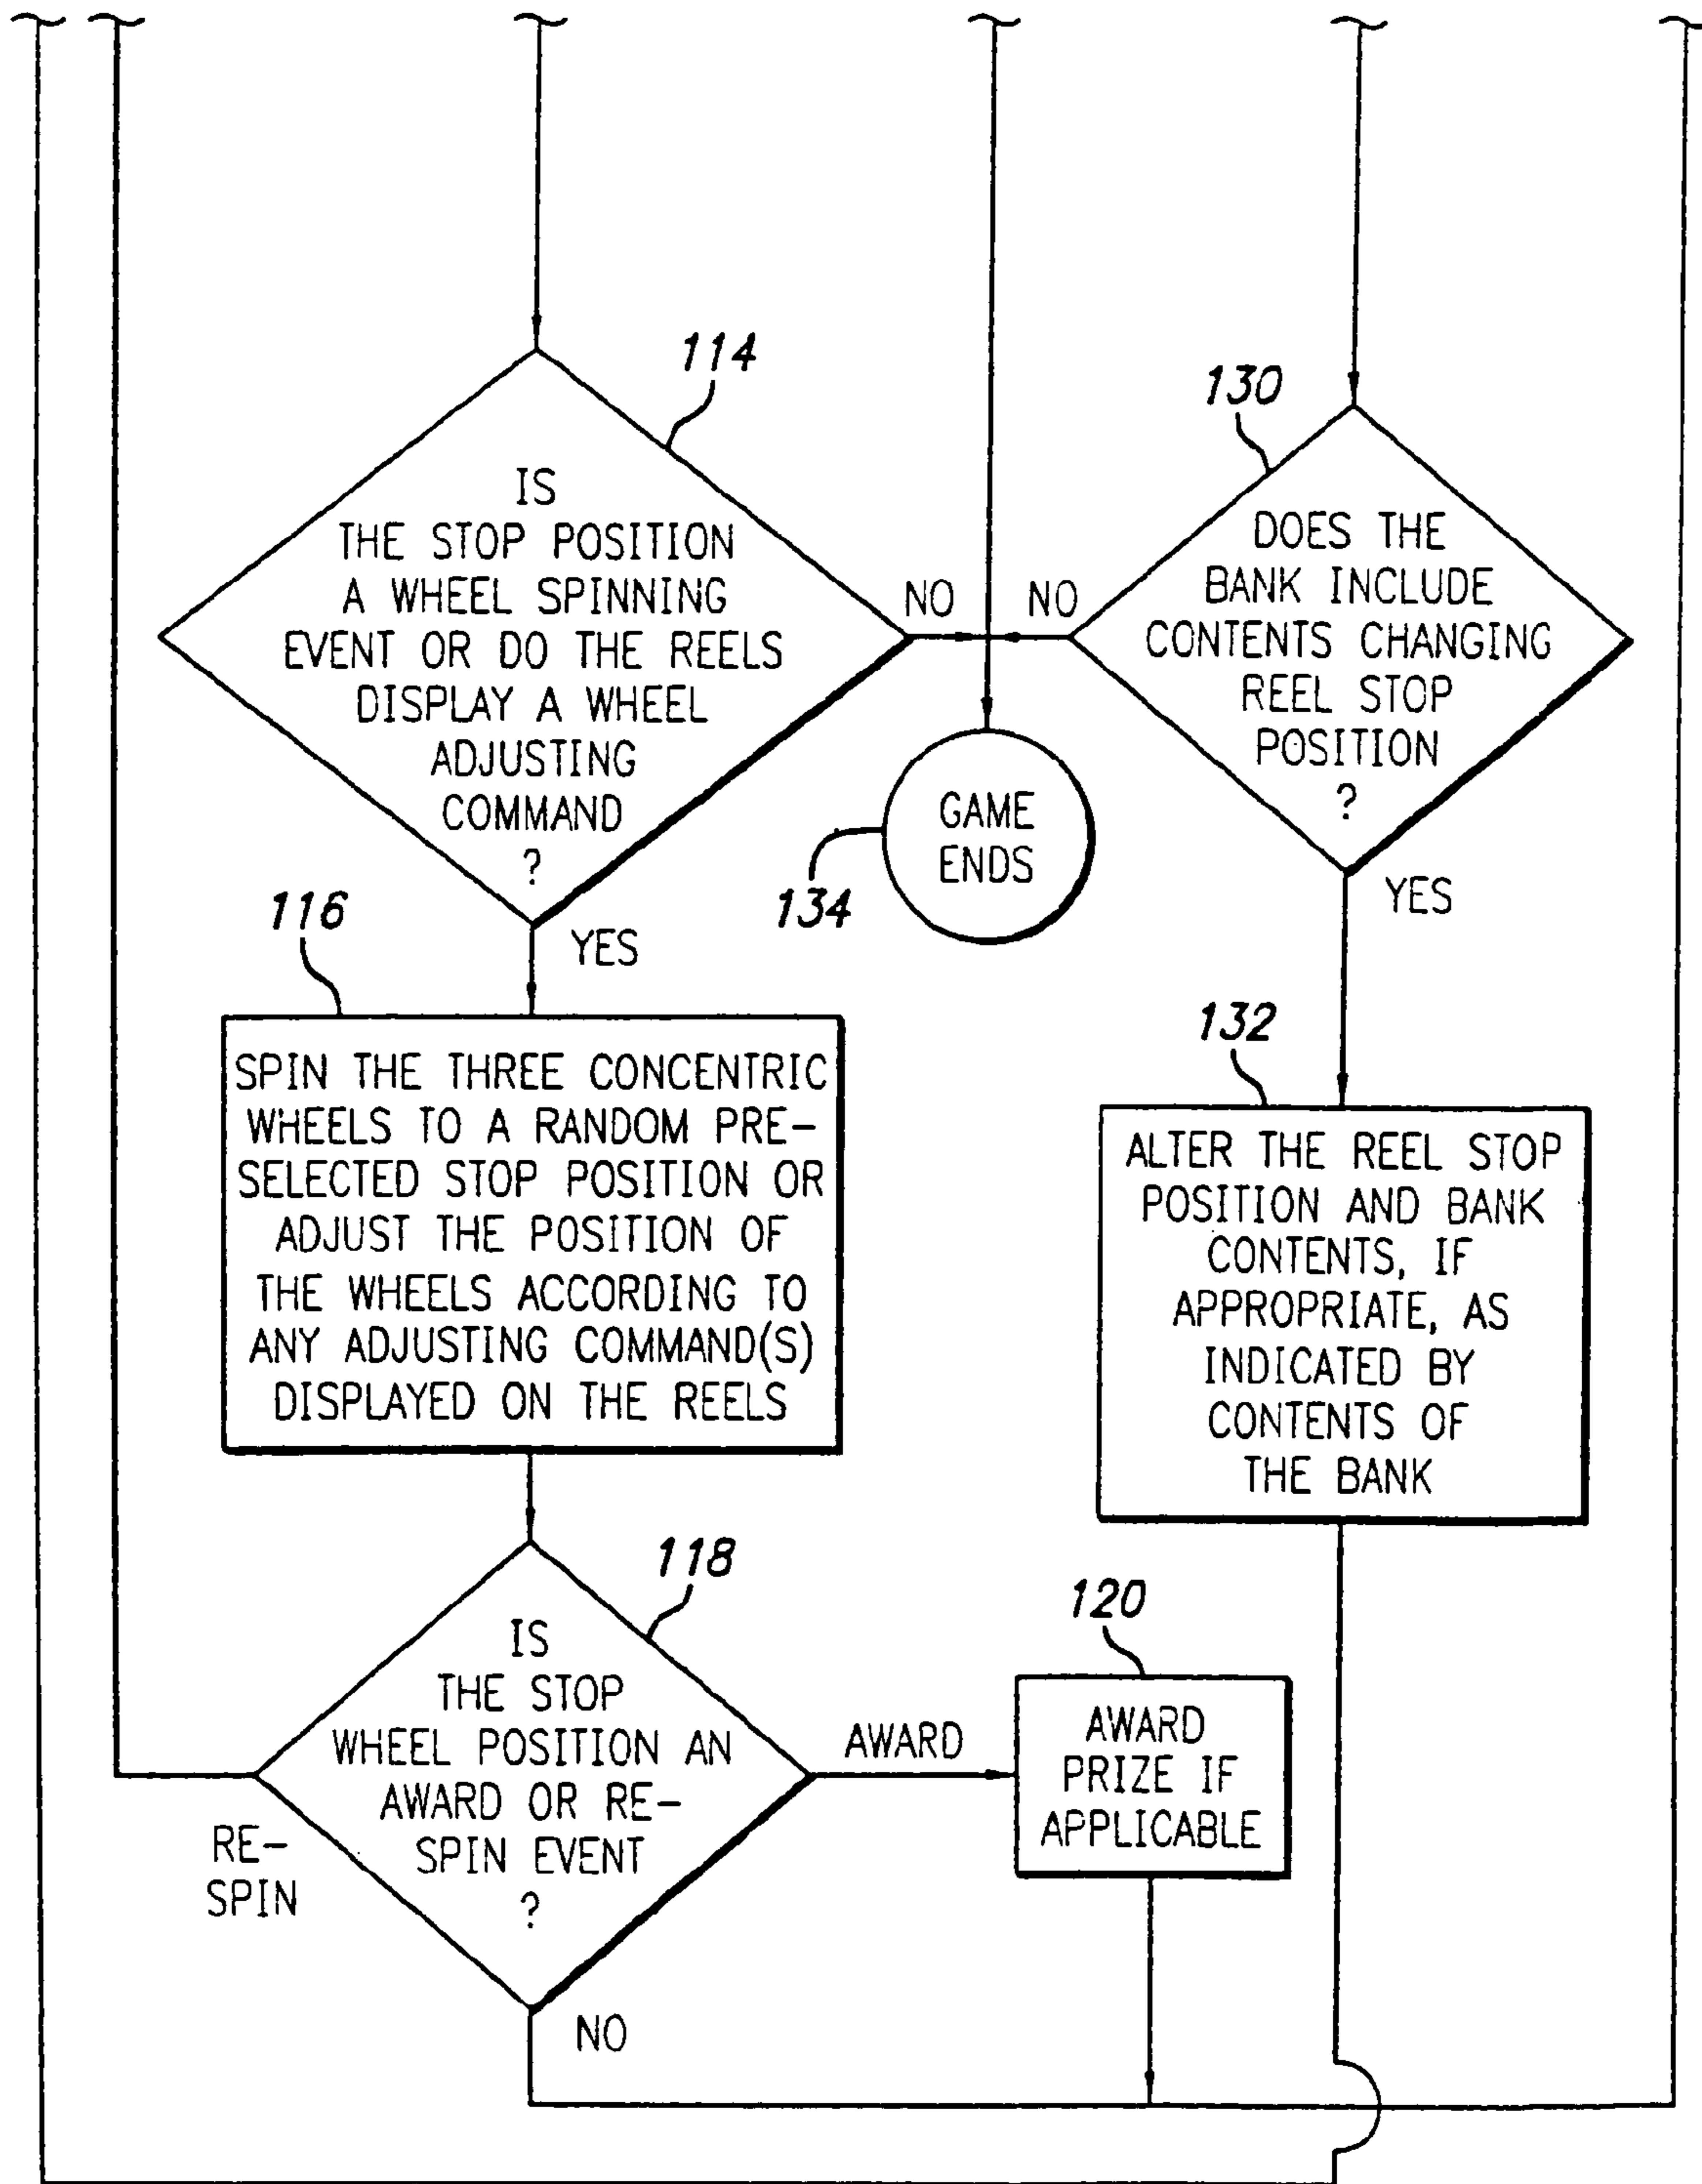 114
IS
THE STOP POSITION
A WHEEL SPINNING
EVENT OR DO THE REELS
DISPLAY A WHEEL
ADJUSTING
COMMAND
?
NO
YES
130
DOES THE
BANK INCLUDE
CONTENTS CHANGING
REEL STOP
POSITION
?
NO
YES
GAME
ENDS
134
116
SPIN THE THREE CONCENTRIC
WHEELS TO A RANDOM PRE-
SELECTED STOP POSITION OR
ADJUST THE POSITION OF
THE WHEELS ACCORDING TO
ANY ADJUSTING COMMAND(S)
DISPLAYED ON THE REELS
132
ALTER THE REEL STOP
POSITION AND BANK
CONTENTS, IF
APPROPRIATE, AS
INDICATED BY
CONTENTS OF
THE BANK
118
IS
THE STOP
WHEEL POSITION AN
AWARD OR RE-
SPIN EVENT
?
RE-
SPIN
AWARD
NO
120
AWARD
PRIZE IF
APPLICABLE